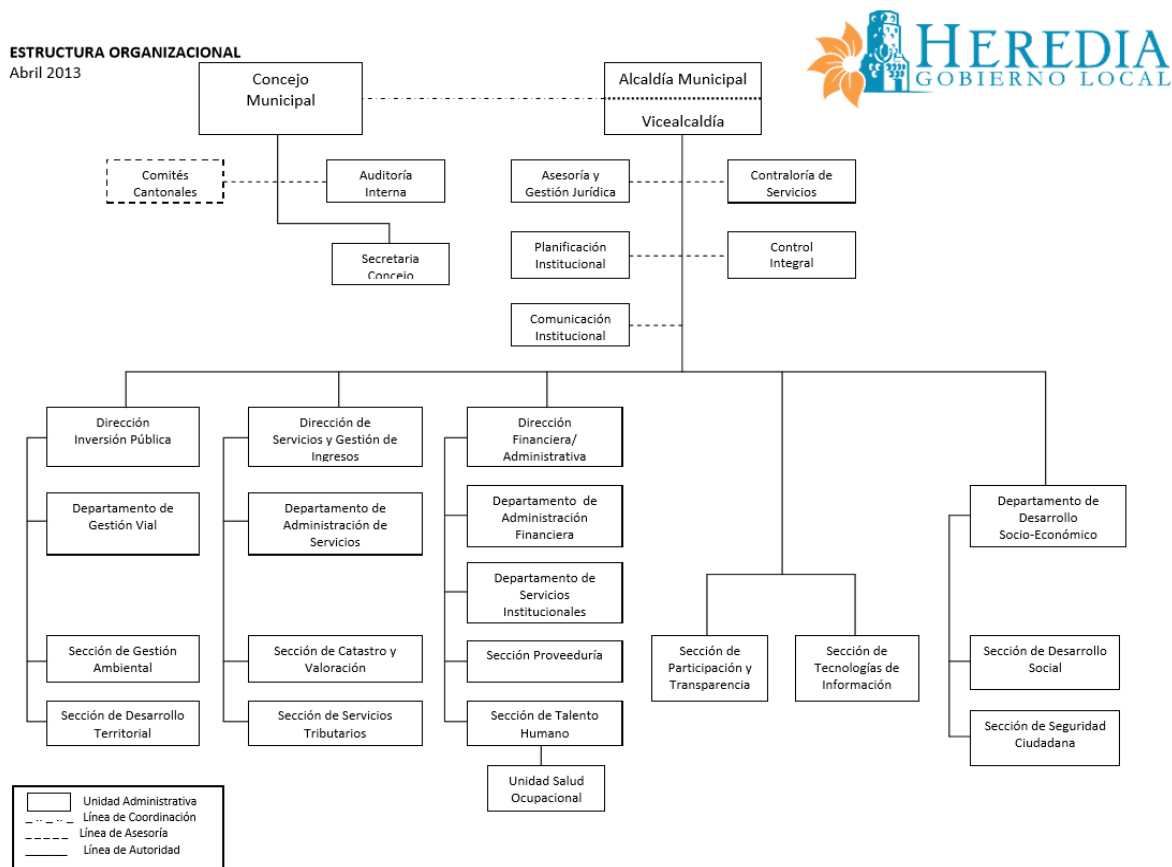 ESTRUCTURA ORGANIZACIONAL
Abril 2013
HEREDIA
GOBIERNO LOCAL
Concejo
Municipal
Alcaldía Municipal
Vicealcaldía
Comités
Cantonales
Auditoría
Interna
Asesoría y
Gestión Jurídica
Contraloría de
Servicios
Secretaria
Concejo
Planificación
Institucional
Control
Integral
Comunicación
Institucional
Dirección
Inversión Pública
Dirección de
Servicios y Gestión de
Ingresos
Dirección
Financiera/
Administrativa
Departamento de
Gestión Vial
Departamento de
Administración de
Servicios
Departamento de
Administración
Financiera
Departamento de
Desarrollo
Socio-Económico
Departamento de
Servicios
Institucionales
Sección de Gestión
Ambiental
Sección de Catastro y
Valoración
Sección Proveeduría
Sección de
Participación y
Transparencia
Sección de
Tecnologías de
Información
Sección de Desarrollo
Social
Sección de Desarrollo
Territorial
Sección de Servicios
Tributarios
Sección de Talento
Humano
Sección de Seguridad
Ciudadana
Unidad Salud
Ocupacional
Unidad Administrativa
Línea de Coordinación
Línea de Asesoría
Línea de Autoridad